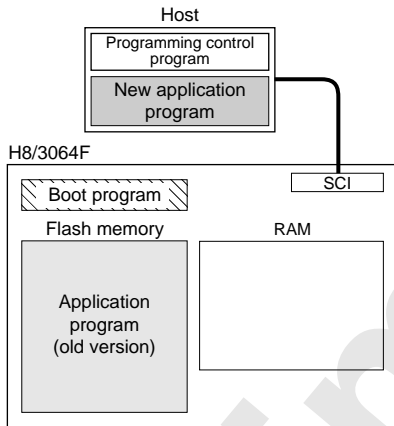 Host
Programming control
program
New application
program
H8/3064F
SCI
Boot program
Flash memory
RAM
Application
program
(old version)